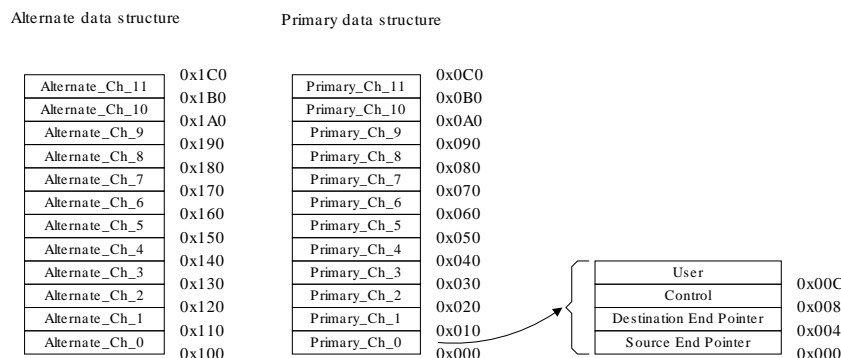 Alternate data structure
Primary data structure
0x1C0
Alternate_Ch_11
0x1B0
Alternate_Ch_10
0x1A0
Alternate_Ch_9
0x190
Alternate_Ch_8
0x180
Alternate_Ch_7
0x170
Alternate_Ch_6
0x160
Alternate_Ch_5
0x150
Alternate_Ch_4
0x140
Alternate_Ch_3
0x130
Alternate_Ch_2
0x120
Alternate_Ch_1
0x110
Alternate_Ch_0
0x100
0x0C0
Primary_Ch_11
0x0B0
Primary_Ch_10
0x0A0
Primary_Ch_9
0x090
Primary_Ch_8
0x080
Primary_Ch_7
0x070
Primary_Ch_6
0x060
Primary_Ch_5
0x050
Primary_Ch_4
0x040
Primary_Ch_3
0x030
Primary_Ch_2
0x020
Primary_Ch_1
0x010
Primary_Ch_0
0x000
User
0x00C
Control
0x008
Destination End Pointer
0x004
Source End Pointer
0x000